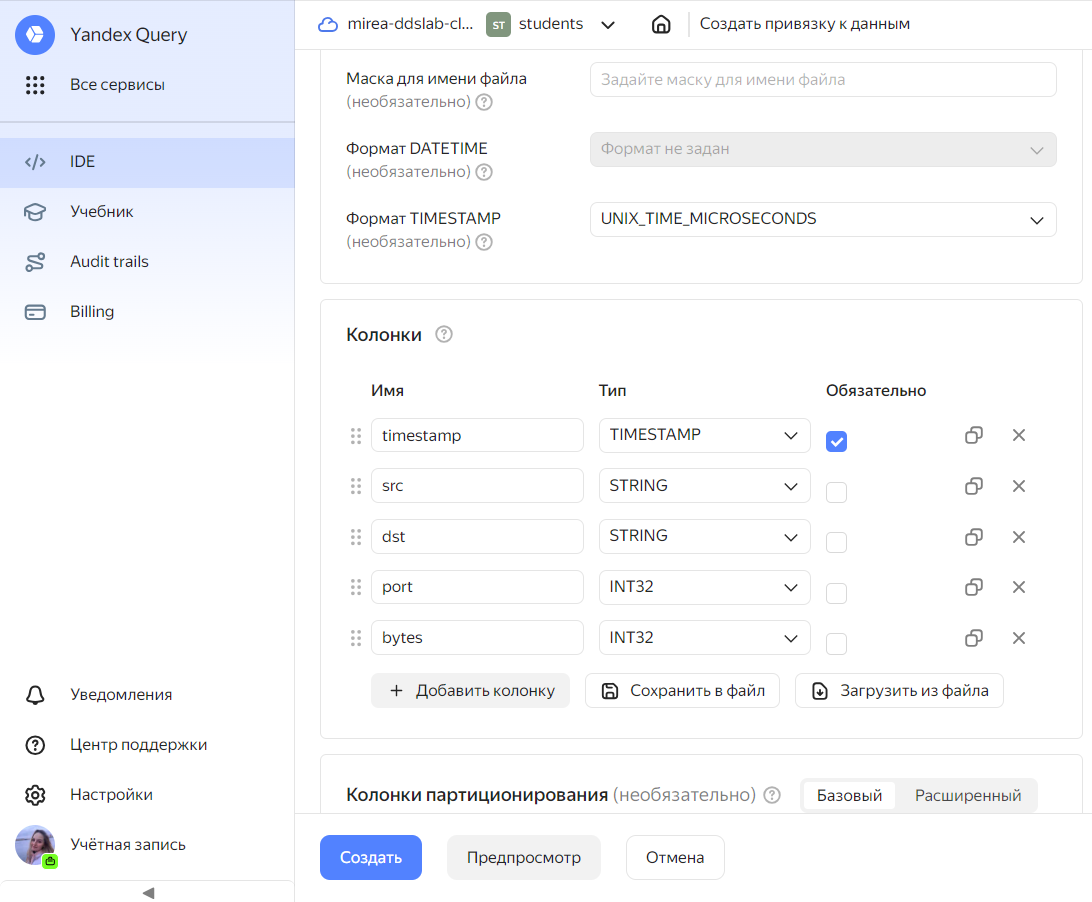 Yandex Query
Все сервисы
IDE
Учебник
Audit trails
Billing
Уведомления
Центр поддержки
Настройки
Учётная запись
mirea-ddslab-cl... ST students Создать привязку к данным
Маска для имени файла
(необязательно) ?
Задайте маску для имени файла
Формат DATETIME
(необязательно) ?
Формат не задан
Формат TIMESTAMP
(необязательно) ?
UNIX_TIME_MICROSECONDS
Колонки ?
Имя Тип Обязательно
timestamp TIMESTAMP
src STRING
dst STRING
port INT32
bytes INT32
+ Добавить колонку Сохранить в файл Загрузить из файла
Колонки партиционирования (необязательно) ? Базовый Расширенный
Создать Предпросмотр Отмена